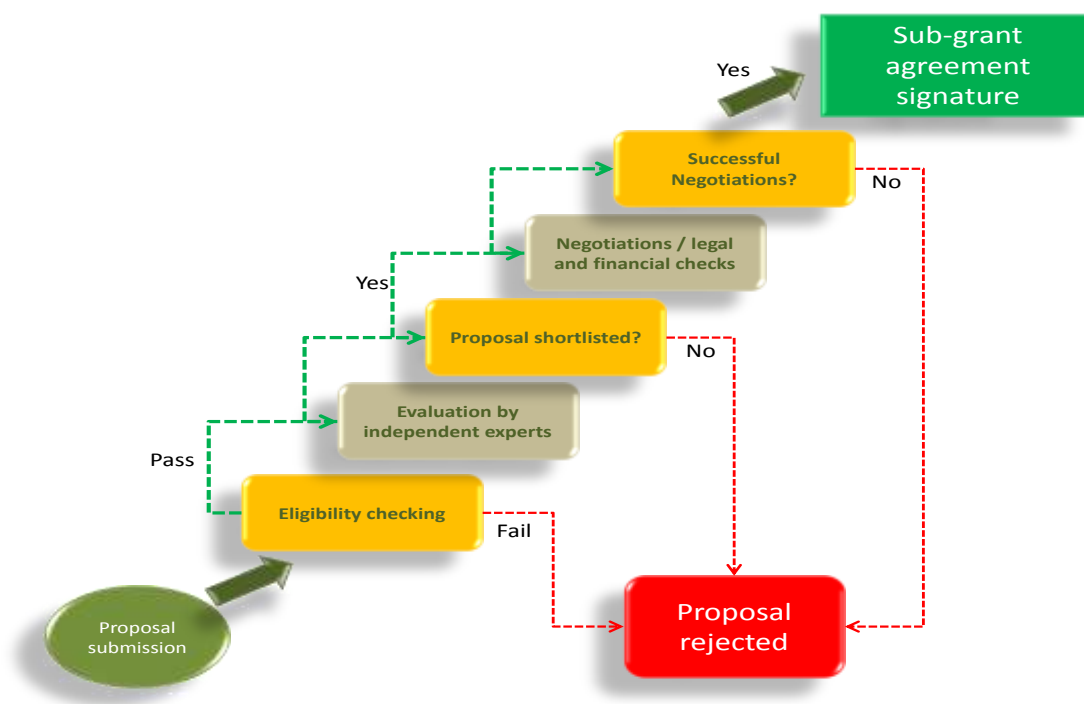 Sub-grant
agreement
signature
Yes
Successful
Negotiations?
No
Negotiations / legal
and financial checks
Yes
Proposal shortlisted?
No
Evaluation by
independent experts
Pass
Eligibility checking
Fail
Proposal
rejected
Proposal
submission